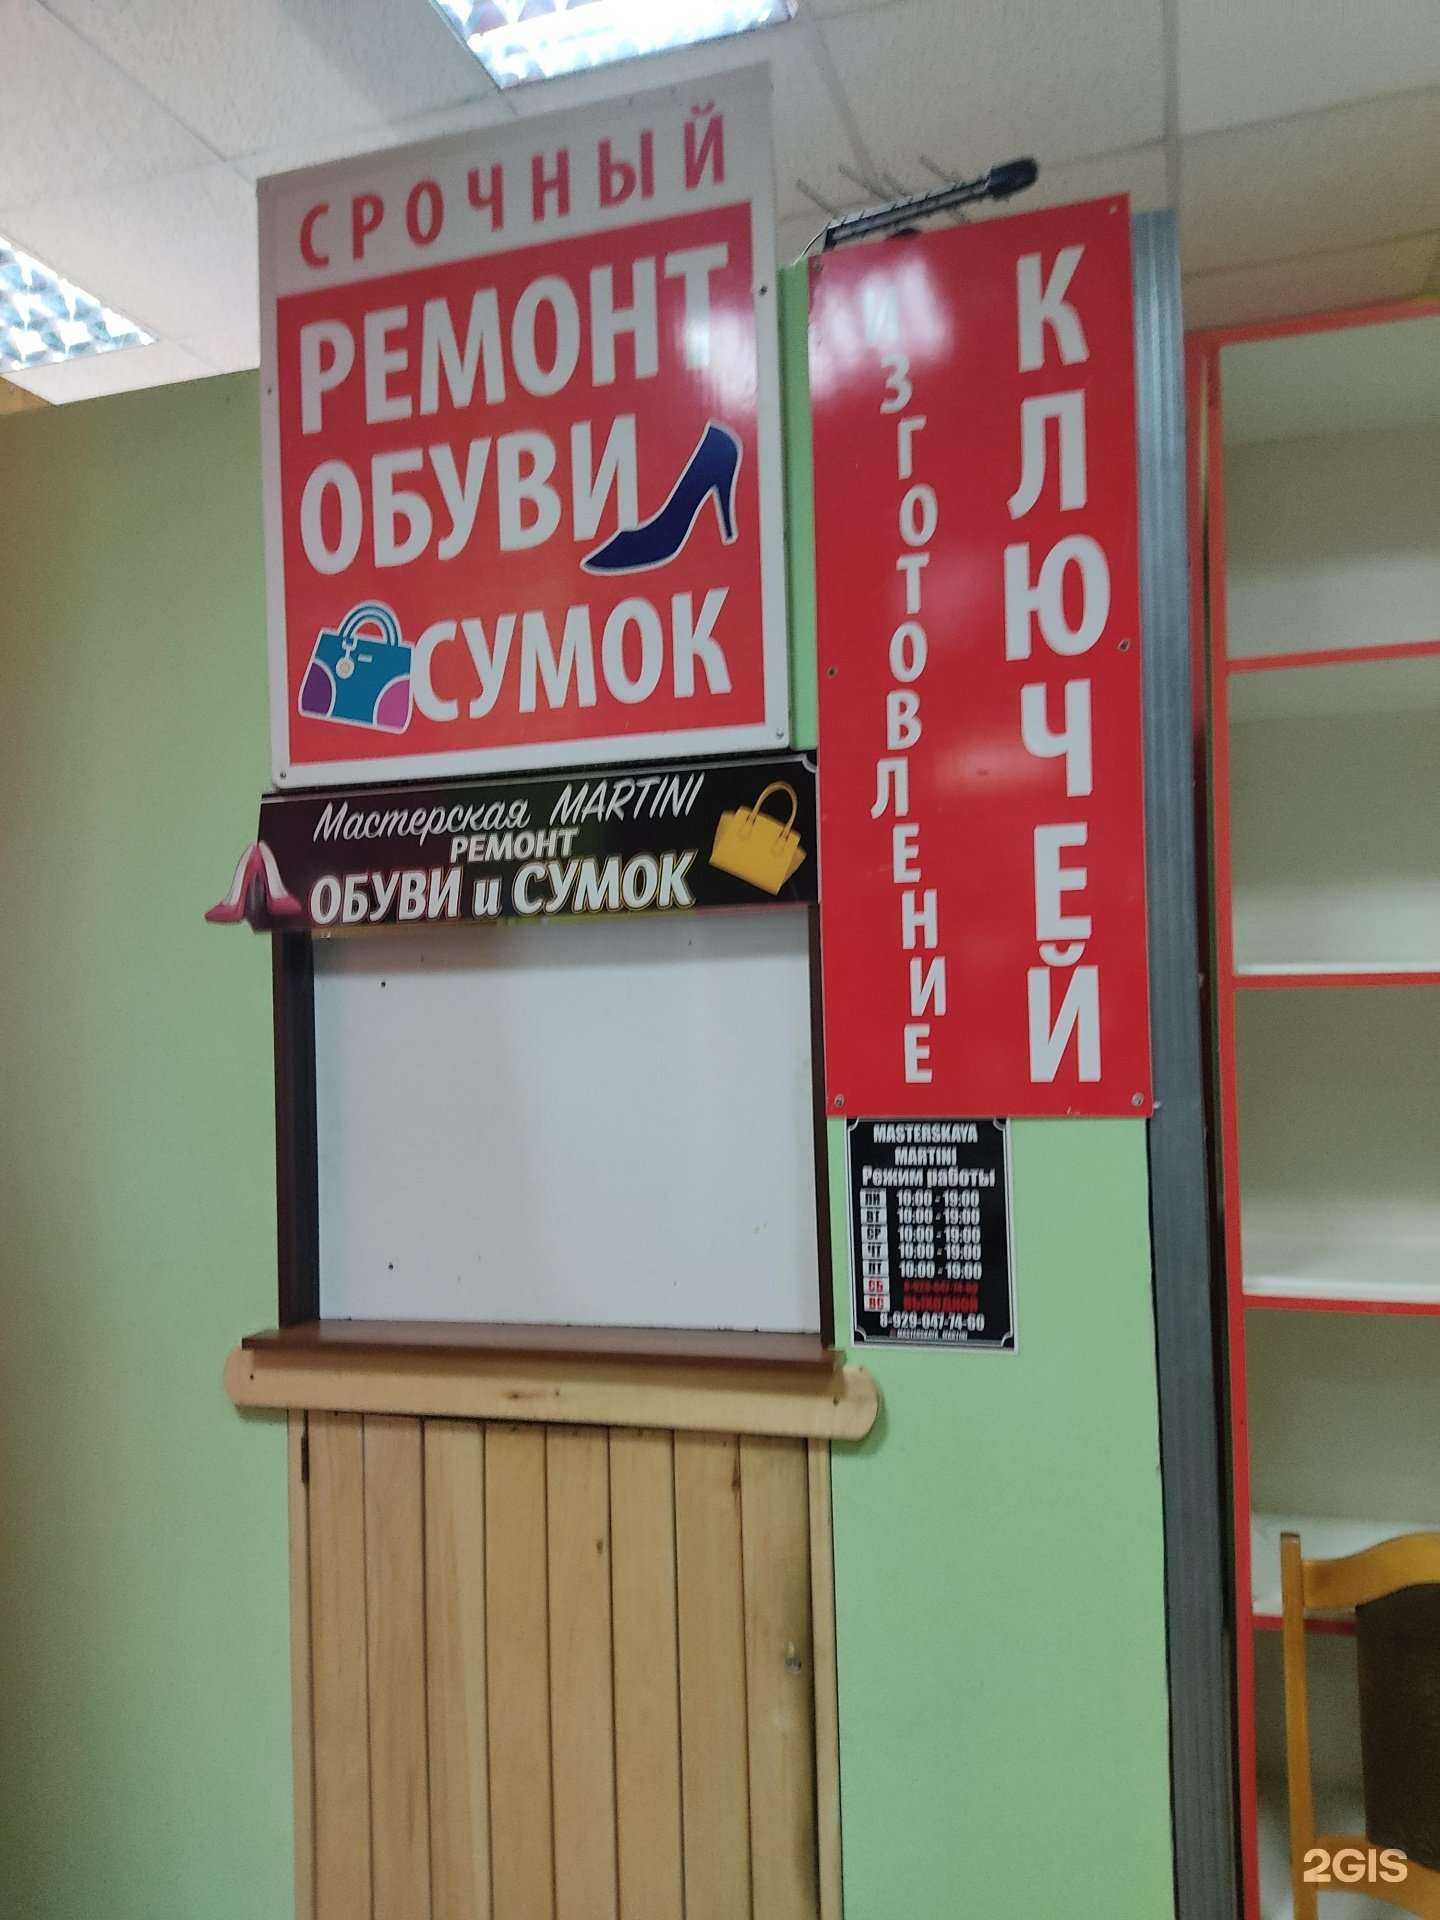 СРОЧНЫЙ
РЕМОНТ
ОБУВИ
СУМОК
Мастерская MARTINI
РЕМОНТ
ОБУВИ и СУМОК
ИЗГОТОВЛЕНИЕ
КЛЮЧЕЙ
MASTERSKAYA
MARTINI
Режим работы
ПН 10:00 - 19:00
ВТ 10:00 - 19:00
СР 10:00 - 19:00
ЧТ 10:00 - 19:00
ПТ 10:00 - 19:00
СБ
ВС ВЫХОДНОЙ
8-929-047-74-60
MASTERSKAYA_MARTINI
2GIS